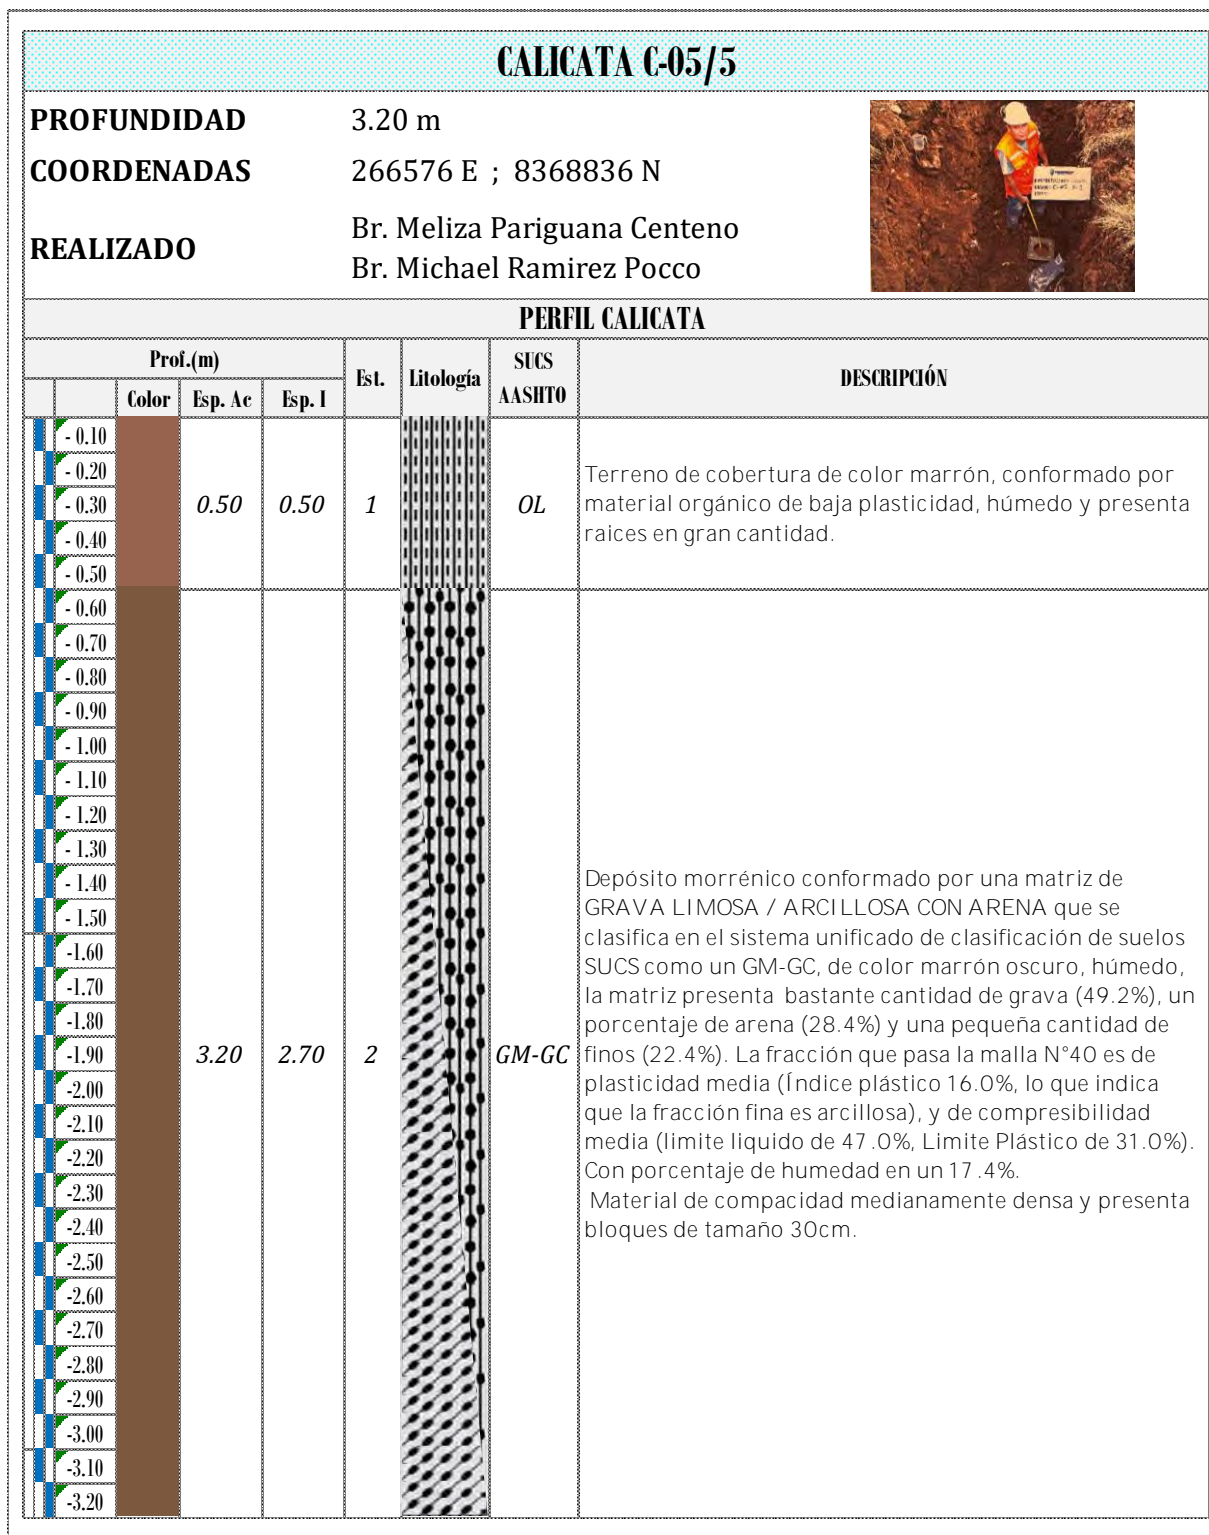 CALICATA C-05/5
PROFUNDIDAD 3.20 m
COORDENADAS 266576 E ; 8368836 N
REALIZADO
Br. Meliza Pariguana Centeno
Br. Michael Ramirez Pocco
PERFIL CALICATA
Prof.(m) Est. Litología SUCS AASHTO DESCRIPCIÓN
Color Esp. Ac Esp. I
- 0.10
- 0.20
- 0.30
- 0.40
- 0.50
0.50 0.50 1 OL
Terreno de cobertura de color marrón, conformado por
material orgánico de baja plasticidad, húmedo y presenta
raices en gran cantidad.
- 0.60
- 0.70
- 0.80
- 0.90
- 1.00
- 1.10
- 1.20
- 1.30
- 1.40
- 1.50
-1.60
-1.70
-1.80
-1.90
-2.00
-2.10
-2.20
-2.30
-2.40
-2.50
-2.60
-2.70
-2.80
-2.90
-3.00
-3.10
-3.20
3.20 2.70 2 GM-GC
Depósito morrénico conformado por una matriz de
GRAVA LIMOSA / ARCILLOSA CON ARENA que se
clasifica en el sistema unificado de clasificación de suelos
SUCS como un GM-GC, de color marrón oscuro, húmedo,
la matriz presenta bastante cantidad de grava (49.2%), un
porcentaje de arena (28.4%) y una pequeña cantidad de
finos (22.4%). La fracción que pasa la malla N°40 es de
plasticidad media (Índice plástico 16.0%, lo que indica
que la fracción fina es arcillosa), y de compresibilidad
media (limite liquido de 47.0%, Limite Plástico de 31.0%).
Con porcentaje de humedad en un 17.4%.
Material de compacidad medianamente densa y presenta
bloques de tamaño 30cm.